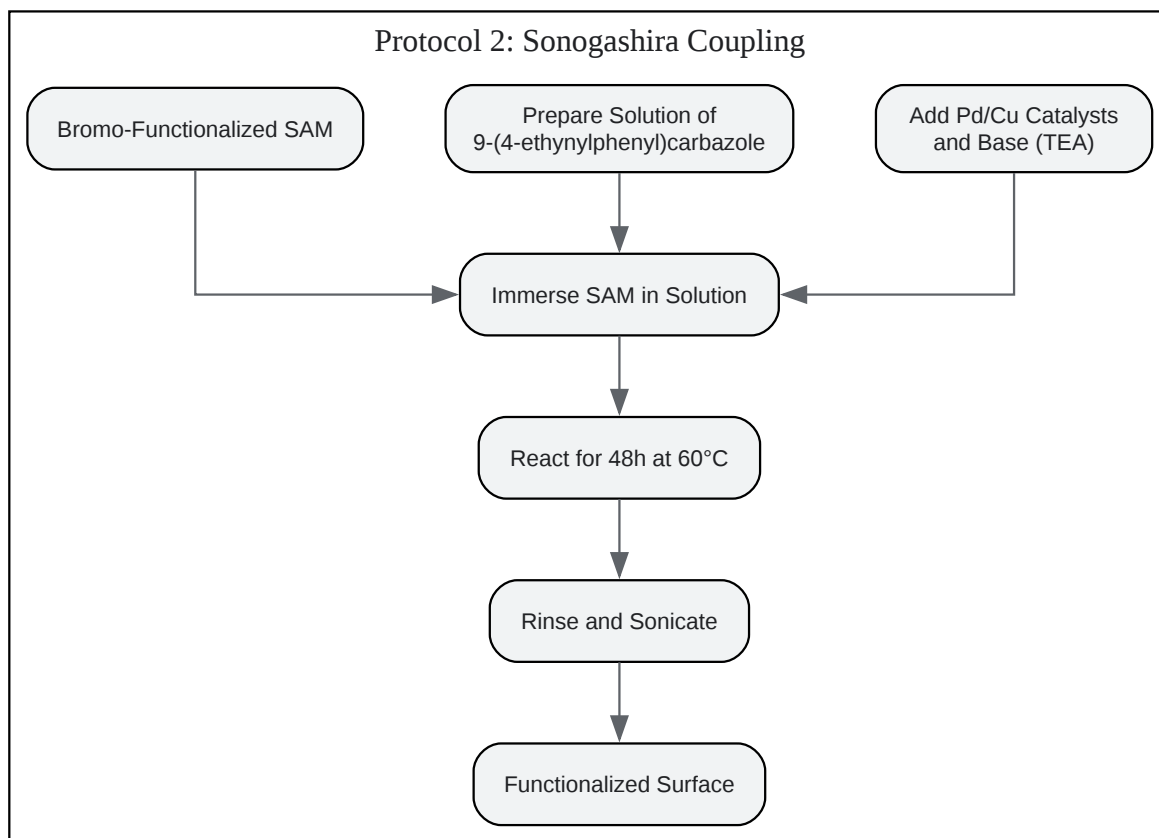 Protocol 2: Sonogashira Coupling
Bromo-Functionalized SAM
Prepare Solution of
9-(4-ethynylphenyl)carbazole
Add Pd/Cu Catalysts
and Base (TEA)
Immerse SAM in Solution
React for 48h at 60°C
Rinse and Sonicate
Functionalized Surface